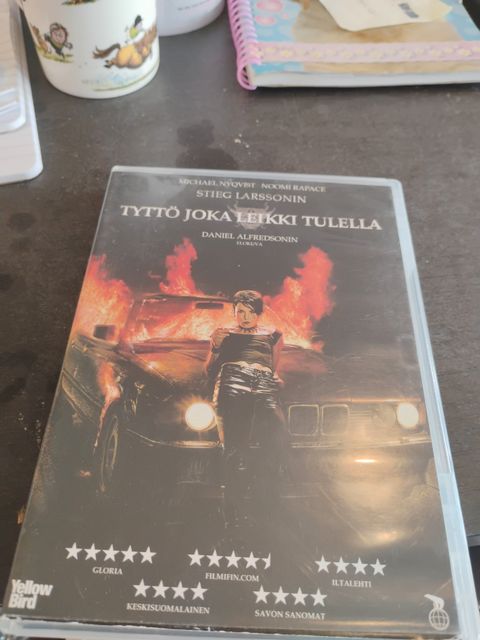 MICHAEL NYQVIST NOOMI RAPACE
STIEG LARSSONIN
TYTTÖ JOKA LEIKKI TULELLA
DANIEL ALFREDSONIN
ELOKUVA
★★★★★
GLORIA
FILMIFIN.COM
★★★★
ILTALEHTI
★★★★
KESKISUOMALAINEN
★★★★
SAVON SANOMAT
Yellow
Bird